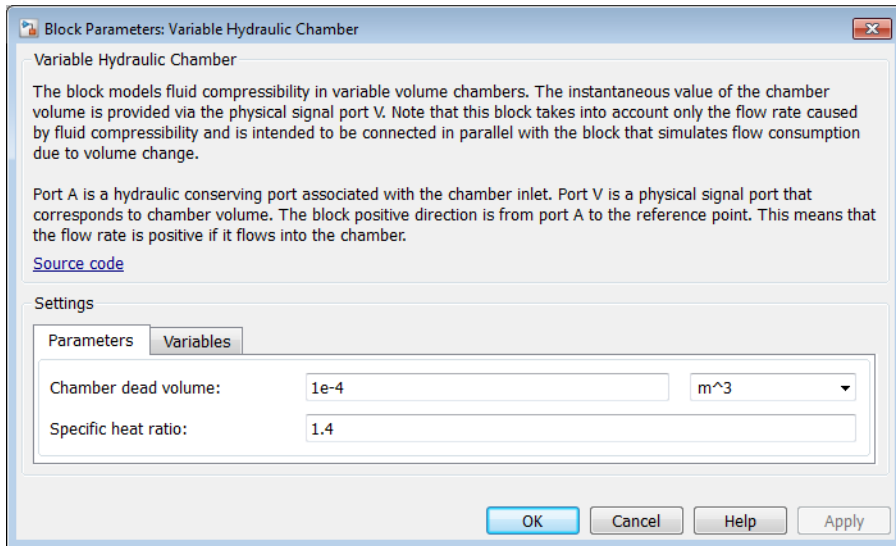 Block Parameters: Variable Hydraulic Chamber
Variable Hydraulic Chamber
The block models fluid compressibility in variable volume chambers. The instantaneous value of the chamber
volume is provided via the physical signal port V. Note that this block takes into account only the flow rate caused
by fluid compressibility and is intended to be connected in parallel with the block that simulates flow consumption
due to volume change.
Port A is a hydraulic conserving port associated with the chamber inlet. Port V is a physical signal port that
corresponds to chamber volume. The block positive direction is from port A to the reference point. This means that
the flow rate is positive if it flows into the chamber.
Source code
Settings
Parameters Variables
Chamber dead volume: 1e-4 m^3
Specific heat ratio: 1.4
OK Cancel Help Apply